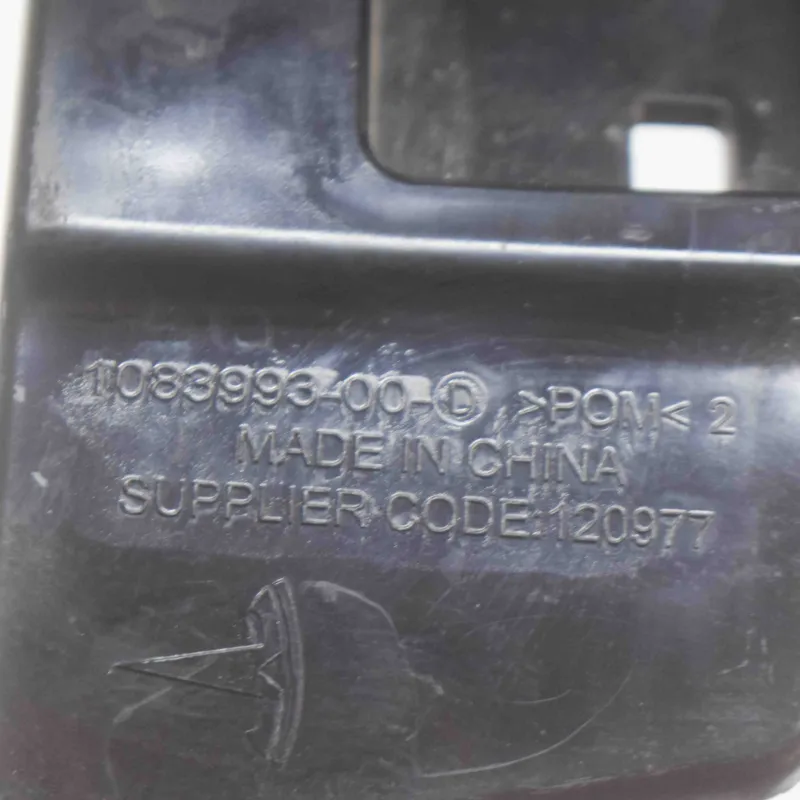 1083993-00-D >POM< 2
MADE IN CHINA
SUPPLIER CODE:120977